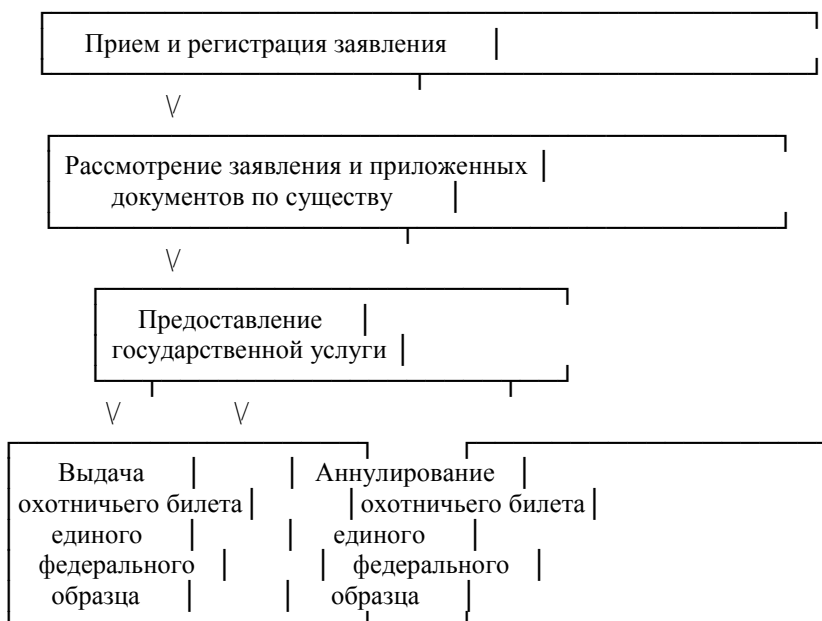 Прием и регистрация заявления
Рассмотрение заявления и приложенных
документов по существу
Предоставление
государственной услуги
Выдача Аннулирование
охотничьего билета охотничьего билета
единого единого
федерального федерального
образца образца